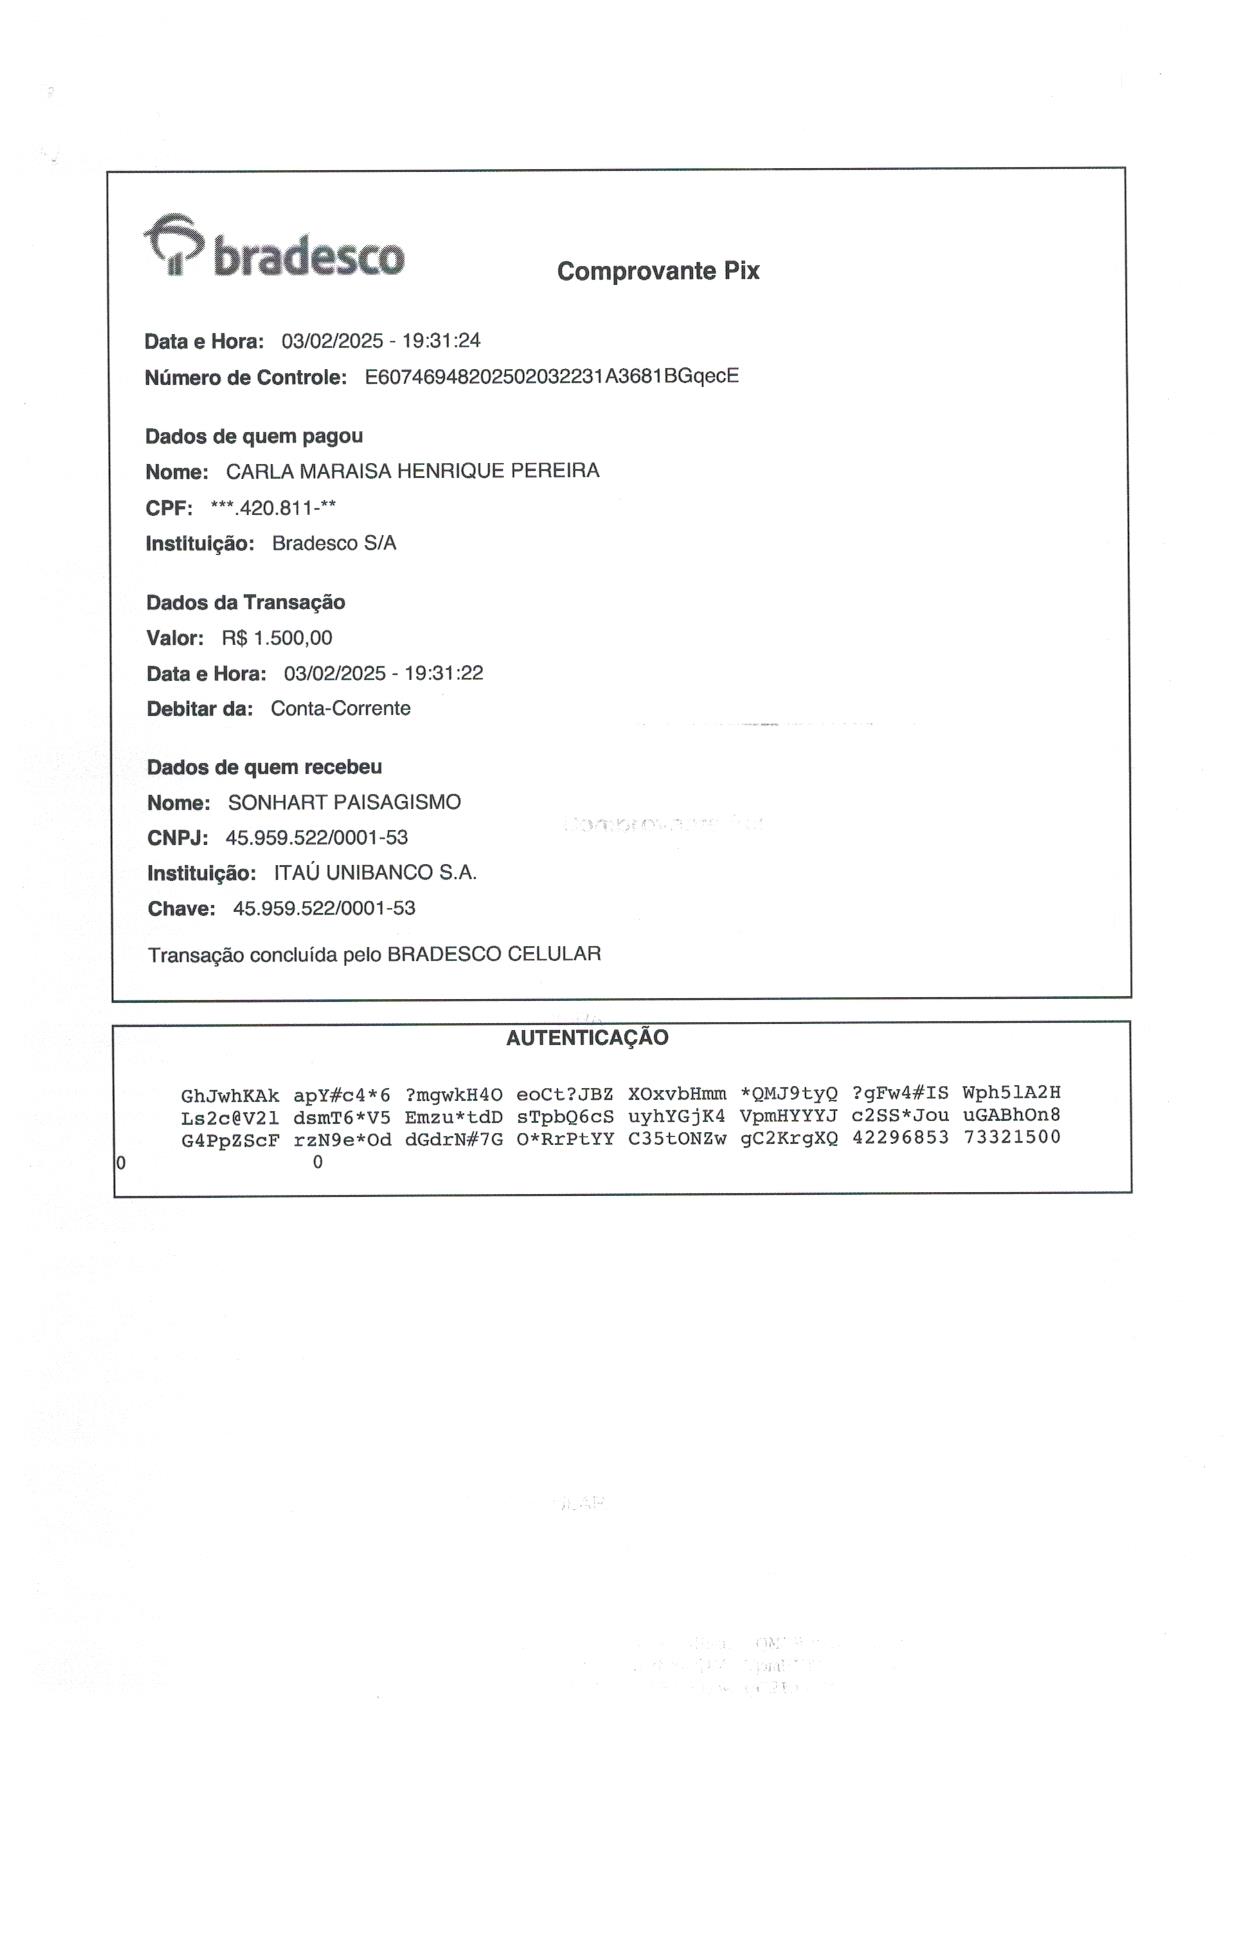 bradesco
Comprovante Pix
Data e Hora: 03/02/2025 - 19:31:24
Número de Controle: E60746948202502032231A3681BGqecE
Dados de quem pagou
Nome: CARLA MARAISA HENRIQUE PEREIRA
CPF: ***.420.811-**
Instituição: Bradesco S/A
Dados da Transação
Valor: R$ 1.500,00
Data e Hora: 03/02/2025 - 19:31:22
Debitar da: Conta-Corrente
Dados de quem recebeu
Nome: SONHART PAISAGISMO
CNPJ: 45.959.522/0001-53
Instituição: ITAÚ UNIBANCO S.A.
Chave: 45.959.522/0001-53
Transação concluída pelo BRADESCO CELULAR
AUTENTICAÇÃO
GhJwhKAk apY#c4*6 ?mgwkH4O eoCt?JBZ XOxvbHmm *QMJ9tyQ ?gFw4#IS Wph5lA2H
Ls2c@V2l dsmT6*V5 Emzu*tdD sTpbQ6cS uyhYGjK4 VpmHYYYJ c2SS*Jou uGABhOn8
G4PpZScF rzN9e*Od dGdrN#7G O*RrPtYY C35tONZw gC2KrgXQ 42296853 73321500
0 0